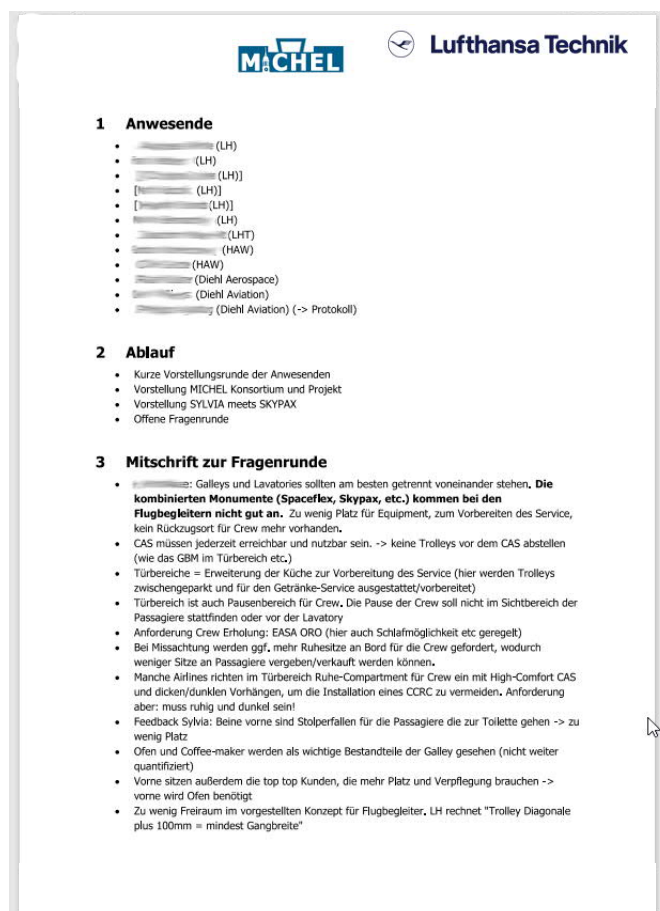 MICHEL
Lufthansa Technik
1 Anwesende
• (LH)
• (LH)
• (LH)]
• [ (LH)]
• [ (LH)]
• (LH)
• (LHT)
• (HAW)
• (HAW)
• (Diehl Aerospace)
• (Diehl Aviation)
• (Diehl Aviation) (-> Protokoll)
2 Ablauf
• Kurze Vorstellungsrunde der Anwesenden
• Vorstellung MICHEL Konsortium und Projekt
• Vorstellung SYLVIA meets SKYPAX
• Offene Fragenrunde
3 Mitschrift zur Fragenrunde
• : Galleys und Lavatories sollten am besten getrennt voneinander stehen. Die
kombinierten Monumente (Spaceflex, Skypax, etc.) kommen bei den
Flugbegleitern nicht gut an. Zu wenig Platz für Equipment, zum Vorbereiten des Service,
kein Rückzugsort für Crew mehr vorhanden.
• CAS müssen jederzeit erreichbar und nutzbar sein. -> keine Trolleys vor dem CAS abstellen
(wie das GBM im Türbereich etc.)
• Türbereiche = Erweiterung der Küche zur Vorbereitung des Service (hier werden Trolleys
zwischengeparkt und für den Getränke-Service ausgestattet/vorbereitet)
• Türbereich ist auch Pausenbereich für Crew. Die Pause der Crew soll nicht im Sichtbereich der
Passagiere stattfinden oder vor der Lavatory
• Anforderung Crew Erholung: EASA ORO (hier auch Schlafmöglichkeit etc geregelt)
• Bei Missachtung werden ggf. mehr Ruhesitze an Bord für die Crew gefordert, wodurch
weniger Sitze an Passagiere vergeben/verkauft werden können.
• Manche Airlines richten im Türbereich Ruhe-Compartment für Crew ein mit High-Comfort CAS
und dicken/dunklen Vorhängen, um die Installation eines CCRC zu vermeiden. Anforderung
aber: muss ruhig und dunkel sein!
• Feedback Sylvia: Beine vorne sind Stolperfallen für die Passagiere die zur Toilette gehen -> zu
wenig Platz
• Ofen und Coffee-maker werden als wichtige Bestandteile der Galley gesehen (nicht weiter
quantifiziert)
• Vorne sitzen außerdem die top top Kunden, die mehr Platz und Verpflegung brauchen ->
vorne wird Ofen benötigt
• Zu wenig Freiraum im vorgestellten Konzept für Flugbegleiter. LH rechnet "Trolley Diagonale
plus 100mm = mindest Gangbreite"